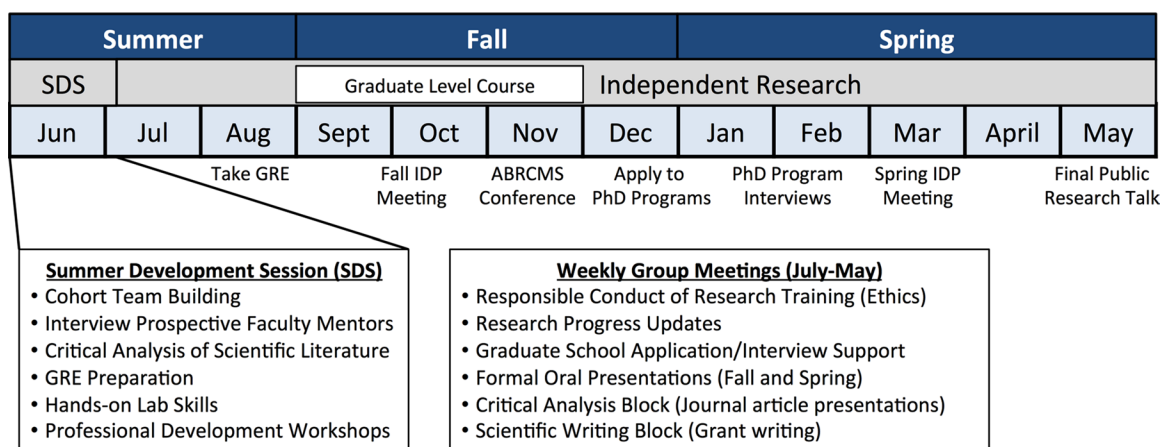 Summer Fall Spring
SDS Graduate Level Course Independent Research
Jun Jul Aug Sept Oct Nov Dec Jan Feb Mar April May
Take GRE
Fall IDP
Meeting
ABRCMS
Conference
Apply to
PhD Programs
PhD Program
Interviews
Spring IDP
Meeting
Final Public
Research Talk
Summer Development Session (SDS)
• Cohort Team Building
• Interview Prospective Faculty Mentors
• Critical Analysis of Scientific Literature
• GRE Preparation
• Hands-on Lab Skills
• Professional Development Workshops
Weekly Group Meetings (July-May)
• Responsible Conduct of Research Training (Ethics)
• Research Progress Updates
• Graduate School Application/Interview Support
• Formal Oral Presentations (Fall and Spring)
• Critical Analysis Block (Journal article presentations)
• Scientific Writing Block (Grant writing)